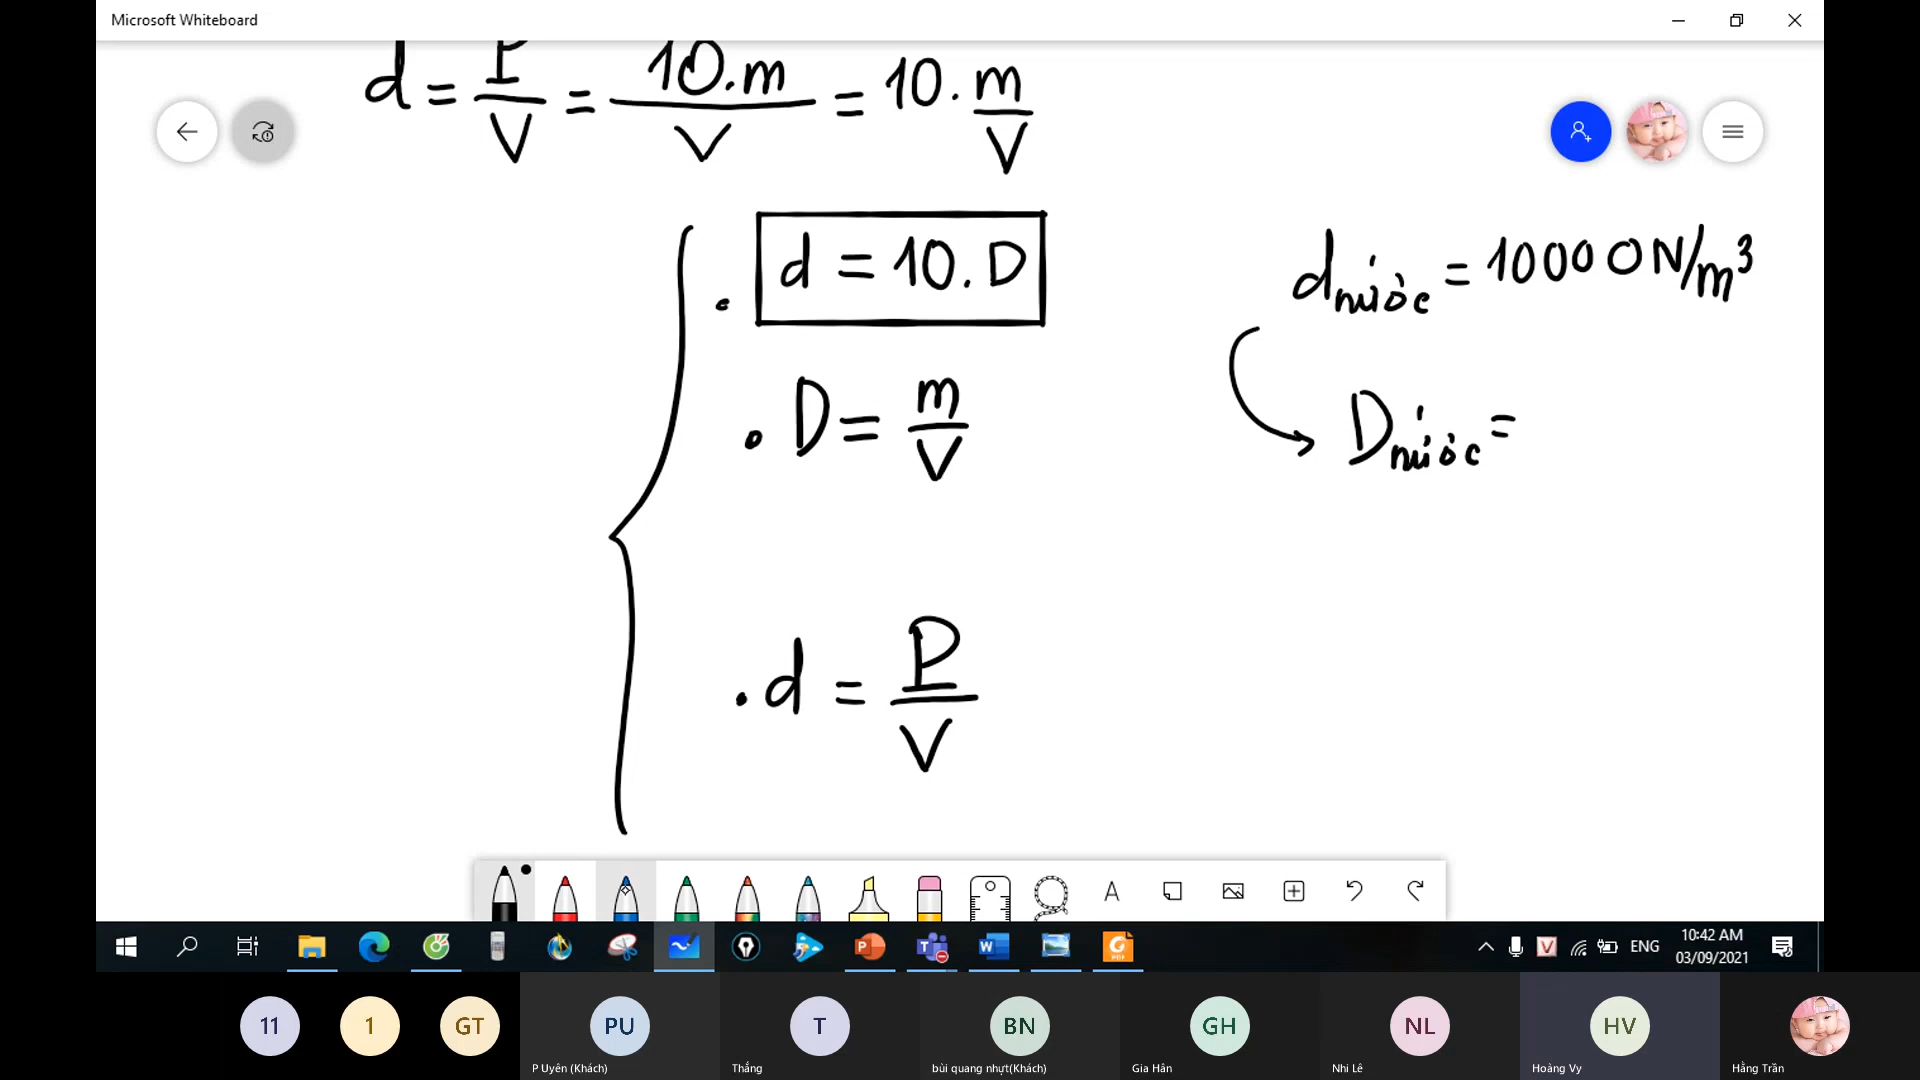 Microsoft Whiteboard
d = P/V = 10.m/V = 10.m/V
. d = 10.D
dnước = 10000N/m³
. D = m/V
Dnước =
. d = P/V
A
ENG
10:42 AM
03/09/2021
11
1
GT
PU
T
BN
GH
NL
HV
P Uyên (Khách)
Thắng
bùi quang nhựt(Khách)
Gia Hân
Nhi Lê
Hoàng Vy
Hằng Trần